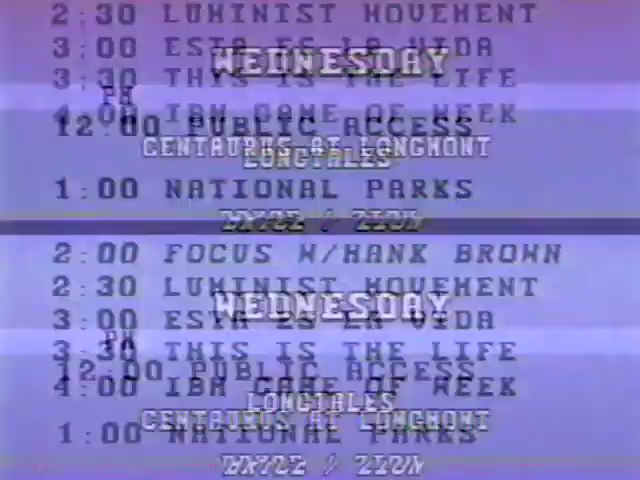 2:30 LUMINIST MOVEMENT
3:00 ESTA ES LA VIDA
WEDNESDAY
3:30 THIS IS THE LIFE
PM
4:00 IBM GAME OF WEEK
12:00 PUBLIC ACCESS
CENTAURUS AT LONGMONT
LONGTALES
1:00 NATIONAL PARKS
BRYCE / ZION
2:00 FOCUS W/HANK BROWN
2:30 LUMINIST MOVEMENT
WEDNESDAY
3:00 ESTA ES LA VIDA
PM
3:30 THIS IS THE LIFE
12:00 PUBLIC ACCESS
4:00 IBM GAME OF WEEK
LONGTALES
CENTAURUS AT LONGMONT
1:00 NATIONAL PARKS
BRYCE / ZION